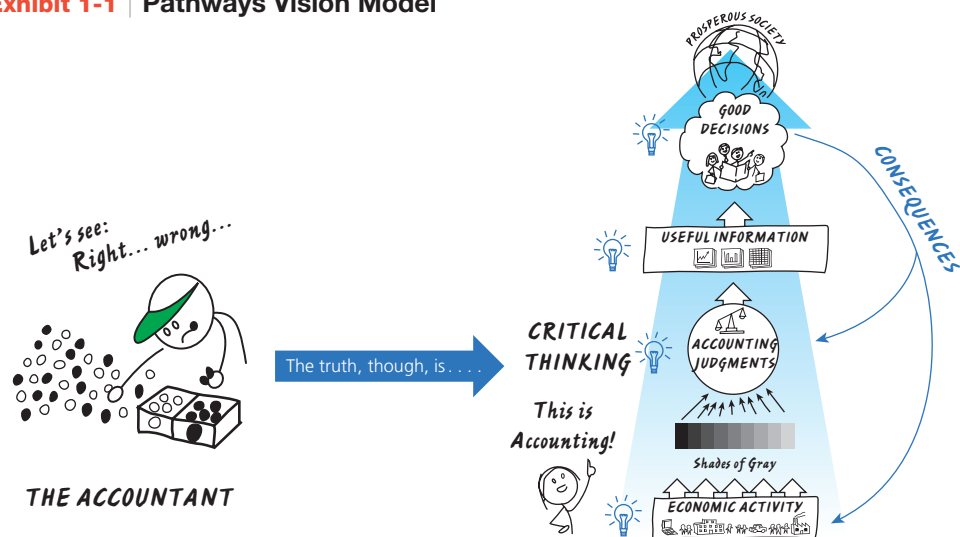 Exhibit 1-1 | Pathways Vision Model
PROSPEROUS SOCIETY
GOOD
DECISIONS
CONSEQUENCES
Let's see:
Right... wrong...
USEFUL INFORMATION
CRITICAL
THINKING
ACCOUNTING
JUDGMENTS
The truth, though, is....
This is
Accounting!
Shades of Gray
THE ACCOUNTANT
ECONOMIC ACTIVITY